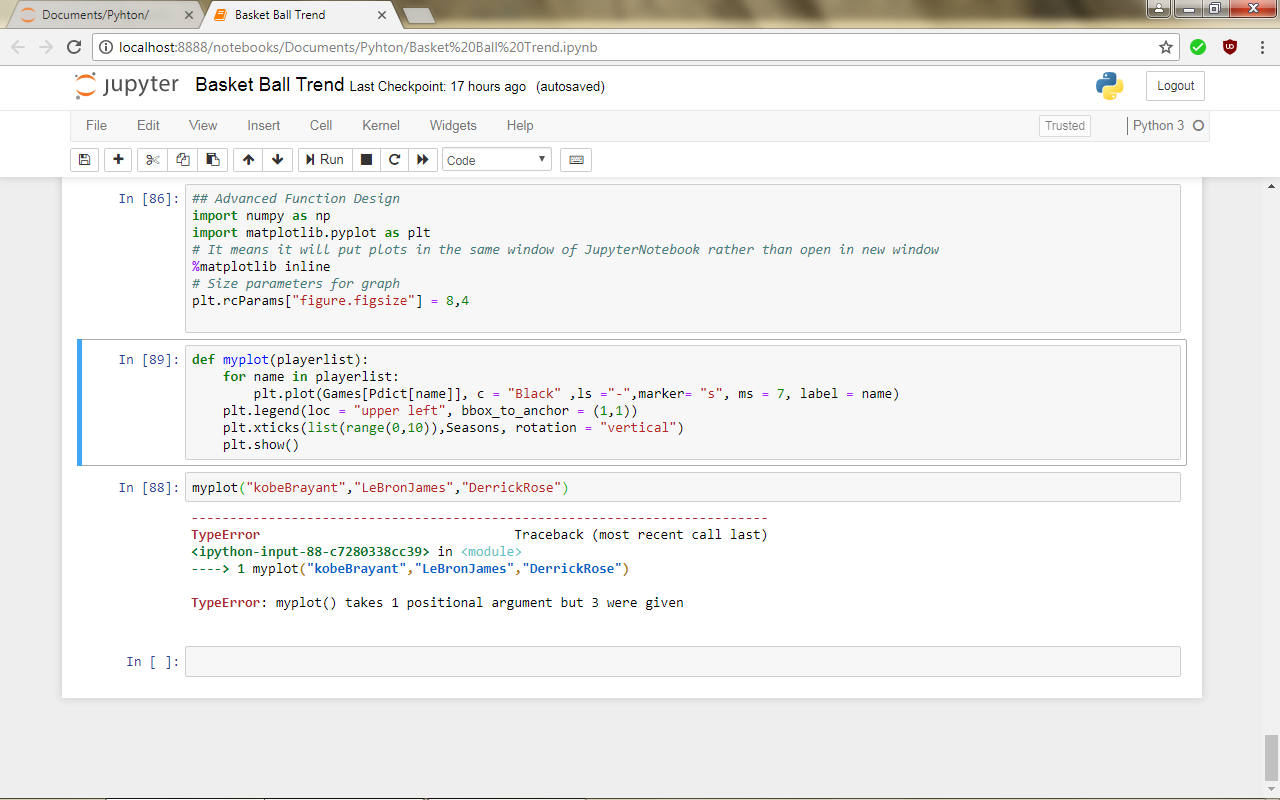 Documents/Pyhton/
Basket Ball Trend
localhost:8888/notebooks/Documents/Pyhton/Basket%20Ball%20Trend.ipynb
jupyter Basket Ball Trend Last Checkpoint: 17 hours ago (autosaved)
Logout
File Edit View Insert Cell Kernel Widgets Help
Trusted
Python 3
Run
Code
In [86]:
## Advanced Function Design
import numpy as np
import matplotlib.pyplot as plt
# It means it will put plots in the same window of JupyterNotebook rather than open in new window
%matplotlib inline
# Size parameters for graph
plt.rcParams["figure.figsize"] = 8,4
In [89]:
def myplot(playerlist):
    for name in playerlist:
        plt.plot(Games[Pdict[name]], c = "Black" ,ls ="-",marker= "s", ms = 7, label = name)
    plt.legend(loc = "upper left", bbox_to_anchor = (1,1))
    plt.xticks(list(range(0,10)),Seasons, rotation = "vertical")
    plt.show()
In [88]:
myplot("kobeBrayant","LeBronJames","DerrickRose")
---------------------------------------------------------------------------
TypeError                                 Traceback (most recent call last)
<ipython-input-88-c7280338cc39> in <module>
----> 1 myplot("kobeBrayant","LeBronJames","DerrickRose")
TypeError: myplot() takes 1 positional argument but 3 were given
In [ ]: